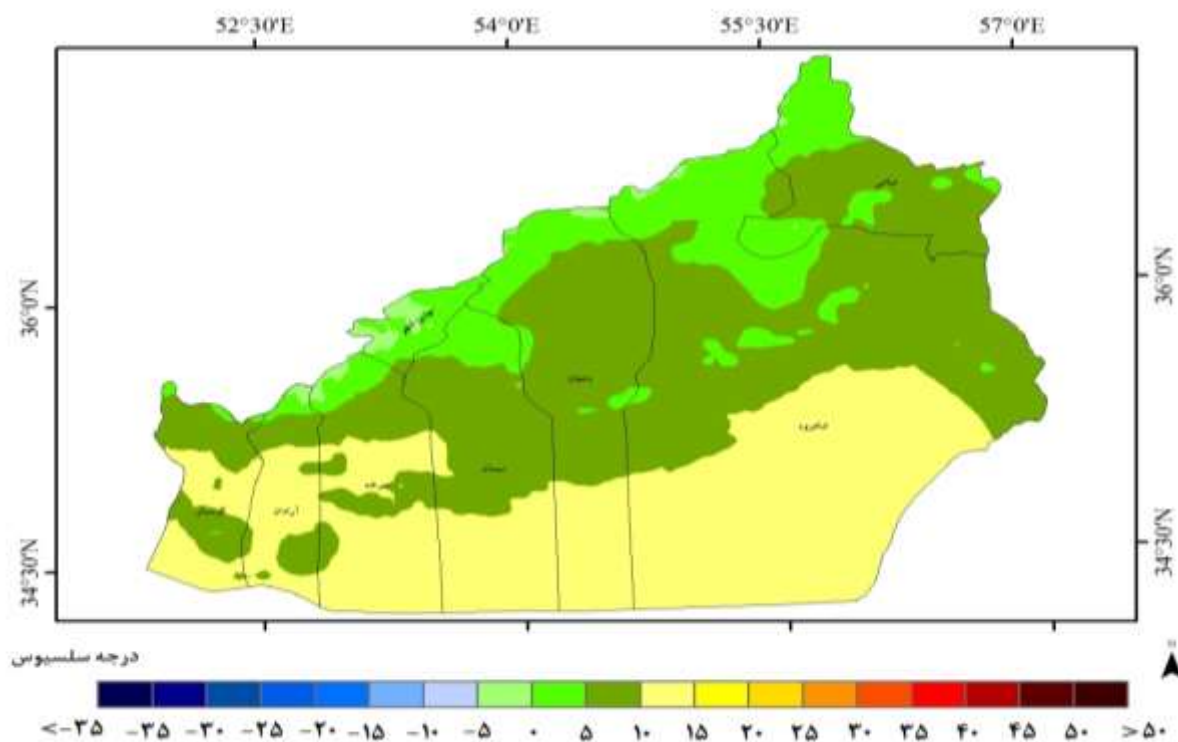 52°30'E 54°0'E 55°30'E 57°0'E
36°0'N 36°0'N
شاهرود
34°30'N 34°30'N
درجه سلسیوس
<-۳۵ -۳۵ -۳۰ -۲۵ -۲۰ -۱۵ -۱۰ -۵ ۰ ۵ ۱۰ ۱۵ ۲۰ ۲۵ ۳۰ ۳۵ ۴۰ ۴۵ ۵۰ >۵۰